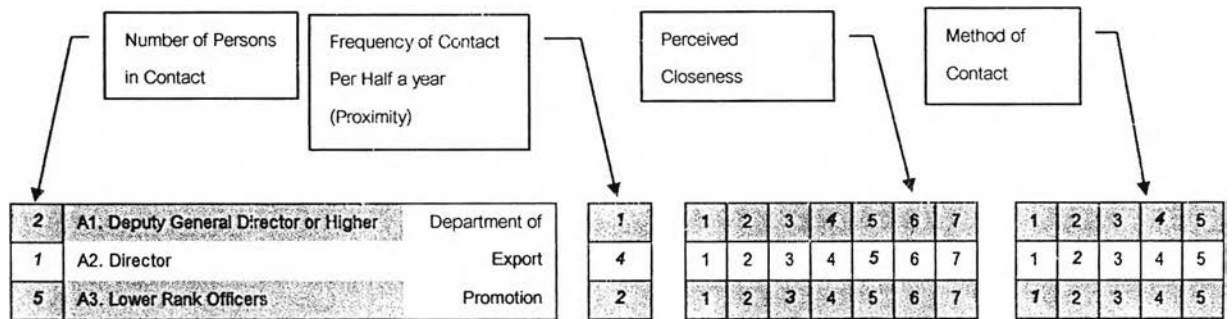 Number of Persons
in Contact
Frequency of Contact
Per Half a year
(Proximity)
Perceived
Closeness
Method of
Contact
2 A1. Deputy General Director or Higher Department of 1 1 2 3 4 5 6 7 1 2 3 4 5
1 A2. Director Export 4 1 2 3 4 5 6 7 1 2 3 4 5
5 A3. Lower Rank Officers Promotion 2 1 2 3 4 5 6 7 1 2 3 4 5